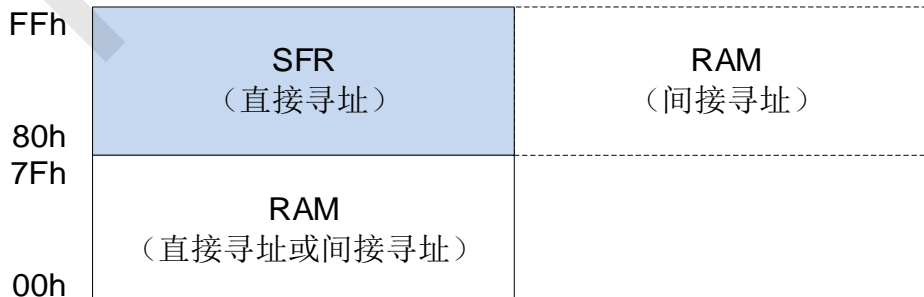 FFh
SFR
（直接寻址）
RAM
（间接寻址）
80h
7Fh
RAM
（直接寻址或间接寻址）
00h